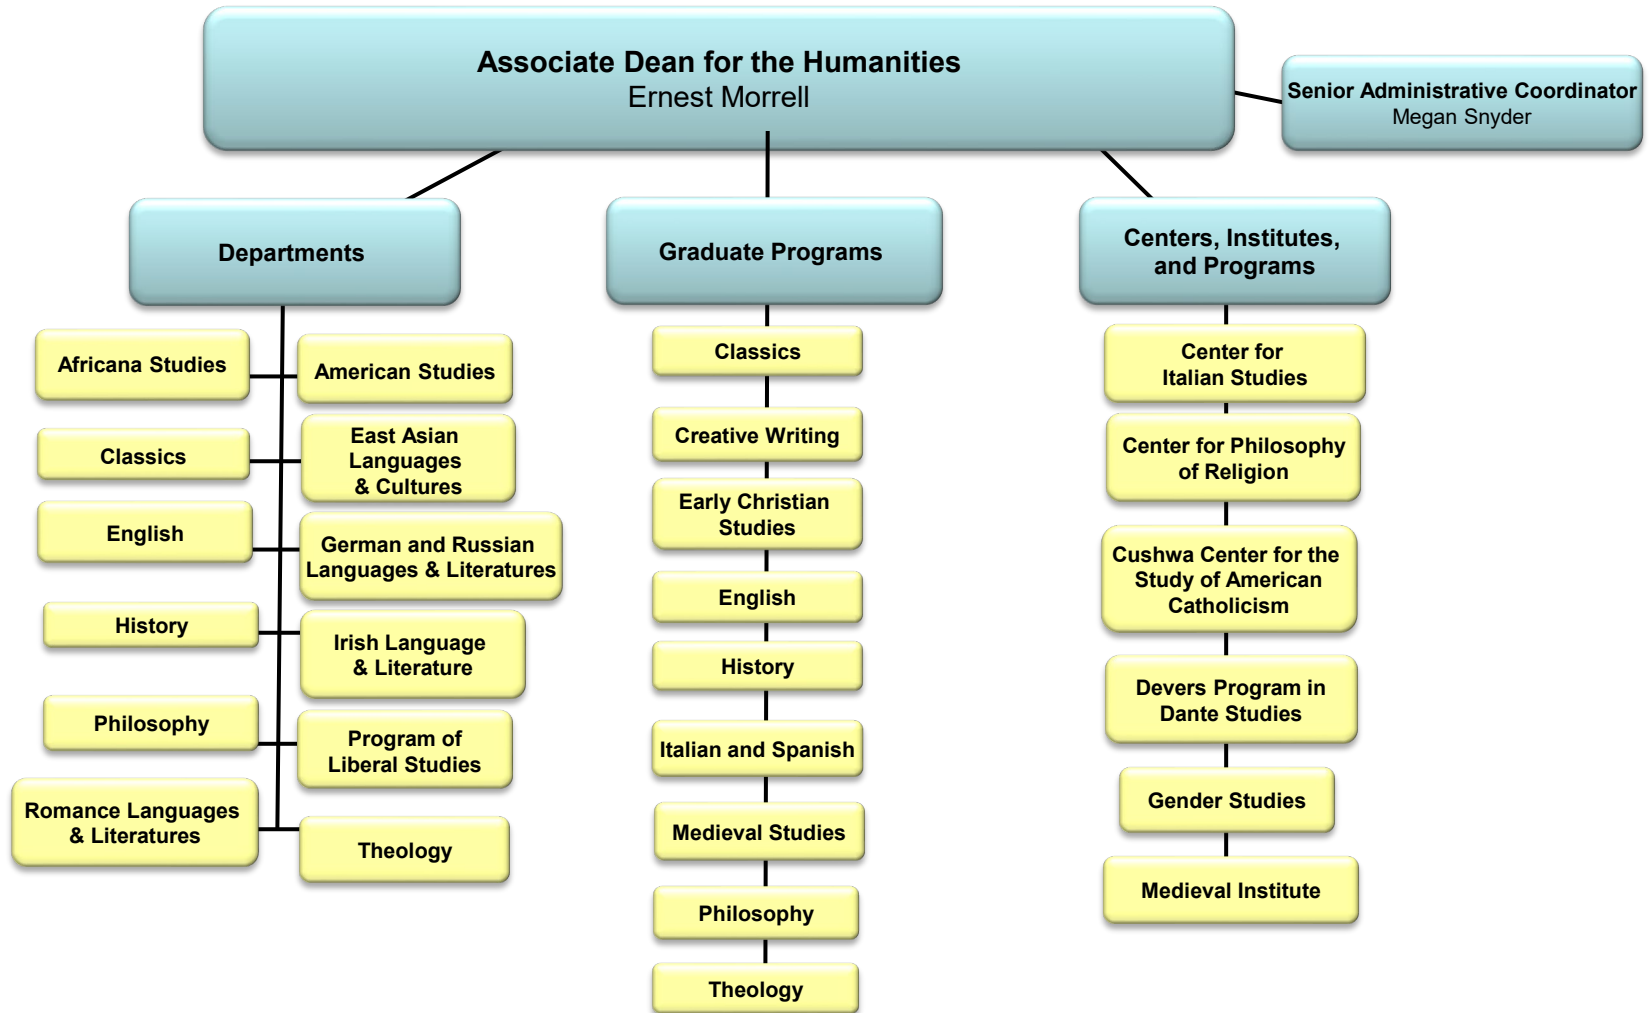 Associate Dean for the Humanities
Ernest Morrell
Senior Administrative Coordinator
Megan Snyder
Departments
Africana Studies
American Studies
Classics
East Asian
Languages
& Cultures
English
German and Russian
Languages & Literatures
History
Irish Language
& Literature
Philosophy
Program of
Liberal Studies
Romance Languages
& Literatures
Theology
Graduate Programs
Classics
Creative Writing
Early Christian
Studies
English
History
Italian and Spanish
Medieval Studies
Philosophy
Theology
Centers, Institutes,
and Programs
Center for
Italian Studies
Center for Philosophy
of Religion
Cushwa Center for the
Study of American
Catholicism
Devers Program in
Dante Studies
Gender Studies
Medieval Institute